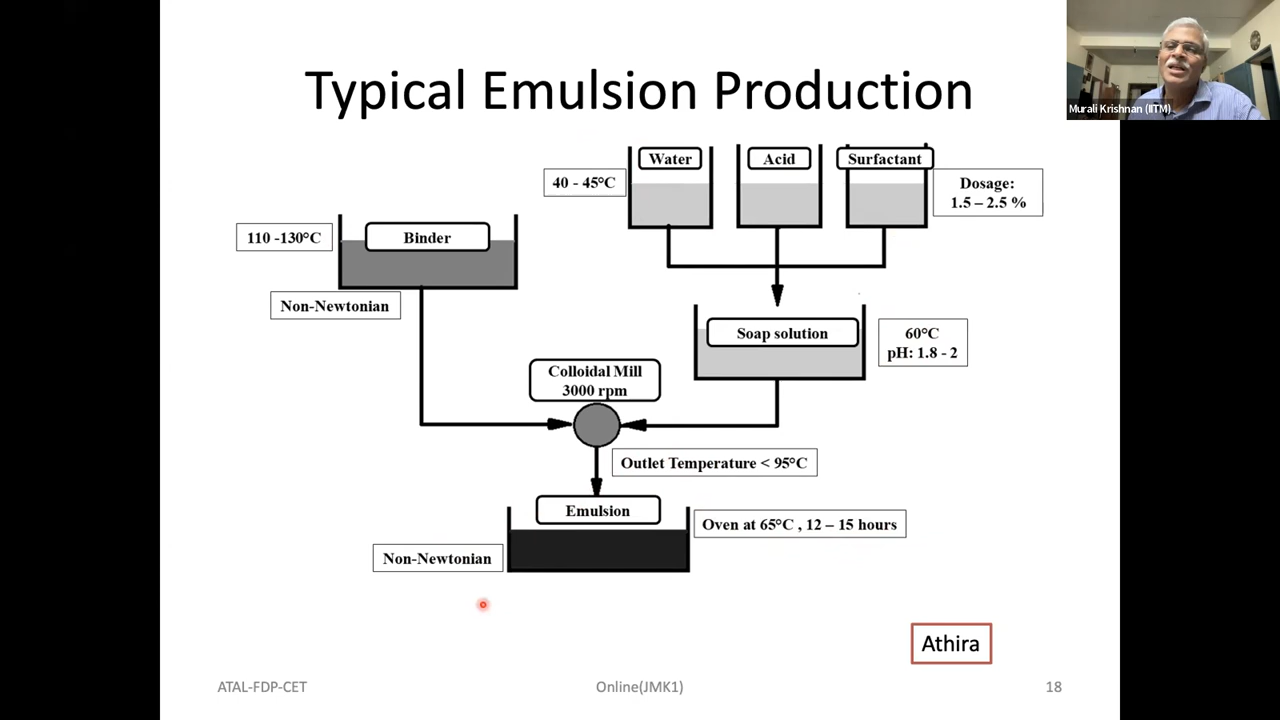 Typical Emulsion Production
Murali Krishnan (IITM)
Water
Acid
Surfactant
40 - 45°C
Dosage:
1.5 – 2.5 %
110 -130°C
Binder
Non-Newtonian
Soap solution
60°C
pH: 1.8 - 2
Colloidal Mill
3000 rpm
Outlet Temperature < 95°C
Emulsion
Oven at 65°C , 12 – 15 hours
Non-Newtonian
Athira
ATAL-FDP-CET
Online(JMK1)
18